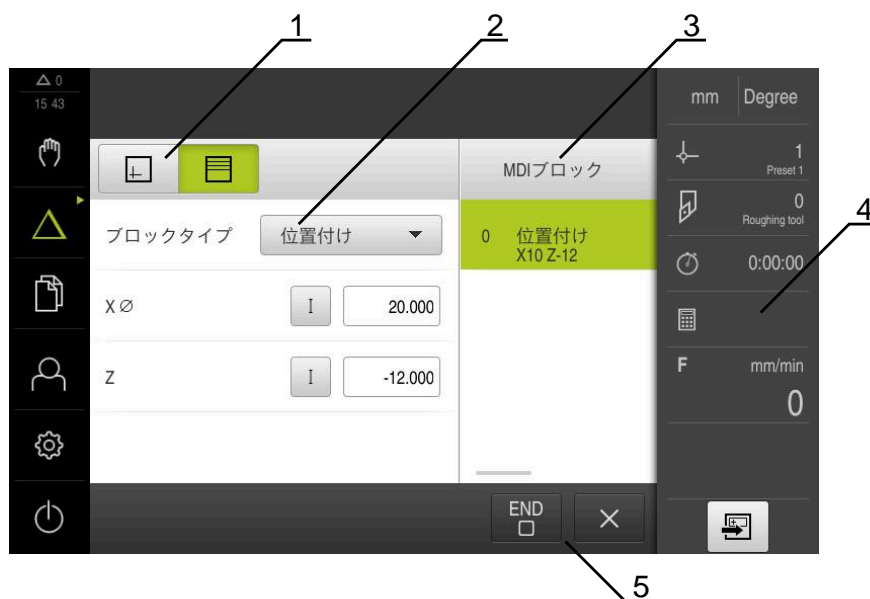 1
2
3
4
5
0
15 43
MDIブロック
ブロックタイプ
位置付け
0 位置付け
X10 Z-12
X Ø
I
20.000
Z
I
-12.000
END
mm
Degree
1
Preset 1
0
Roughing tool
0:00:00
F
mm/min
0